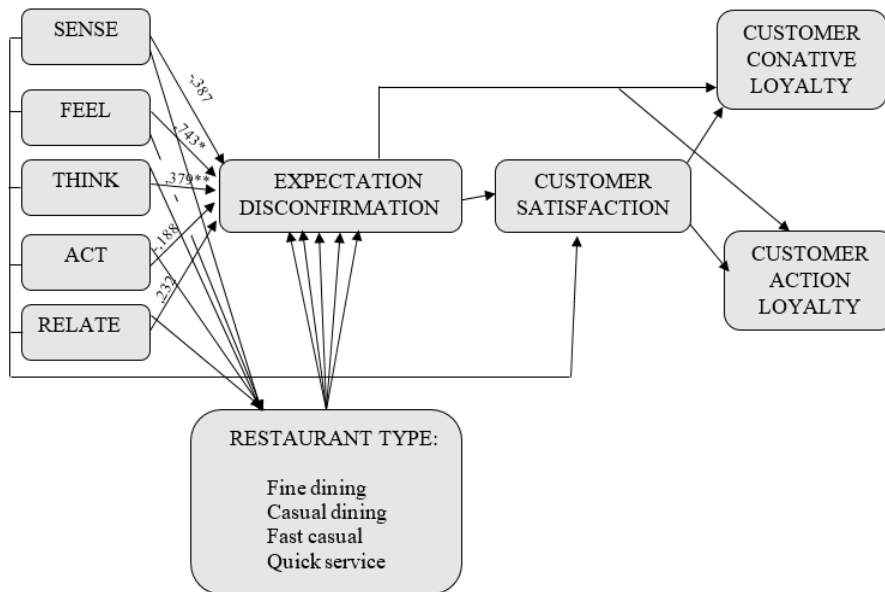 SENSE
FEEL
THINK
ACT
RELATE
-,387
,743*
,379**
-,188
,232
EXPECTATION
DISCONFIRMATION
CUSTOMER
SATISFACTION
CUSTOMER
CONATIVE
LOYALTY
CUSTOMER
ACTION
LOYALTY
RESTAURANT TYPE:
Fine dining
Casual dining
Fast casual
Quick service